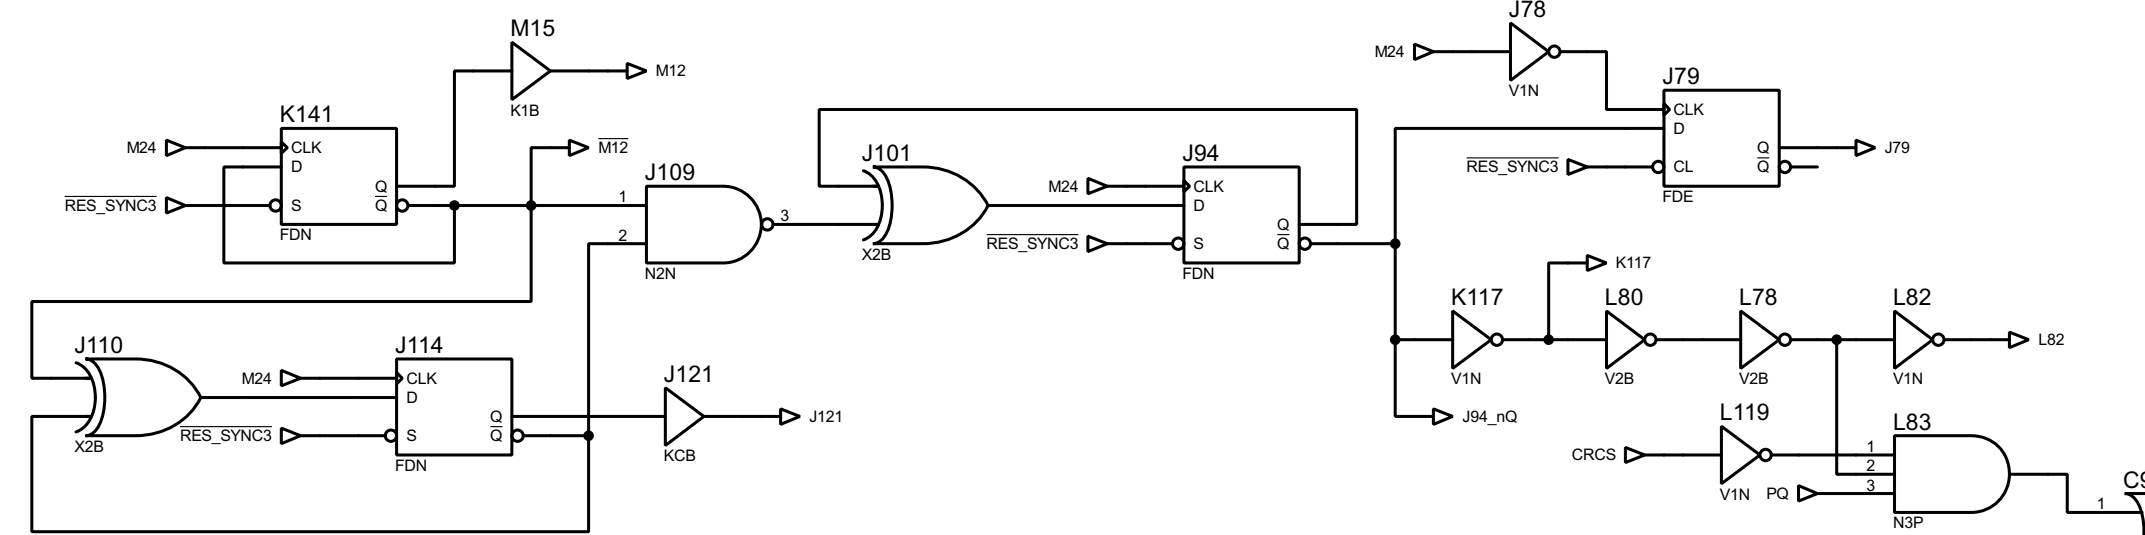 M15
M12
K1B
K141
M24
CLK
D
Q
RES_SYNC3
S
Q
FDN
M12
J109
1
2
3
N2N
J110
X2B
J114
M24
CLK
D
Q
RES_SYNC3
S
Q
FDN
J121
J121
KCB
J101
X2B
J94
M24
CLK
D
Q
RES_SYNC3
S
Q
FDN
J78
M24
V1N
J79
CLK
D
Q
J79
RES_SYNC3
CL
Q
FDE
K117
K117
V1N
L80
V2B
L78
V2B
L82
L82
V1N
J94_nQ
L119
CRCS
V1N
L83
1
2
PQ
3
N3P
C9
1